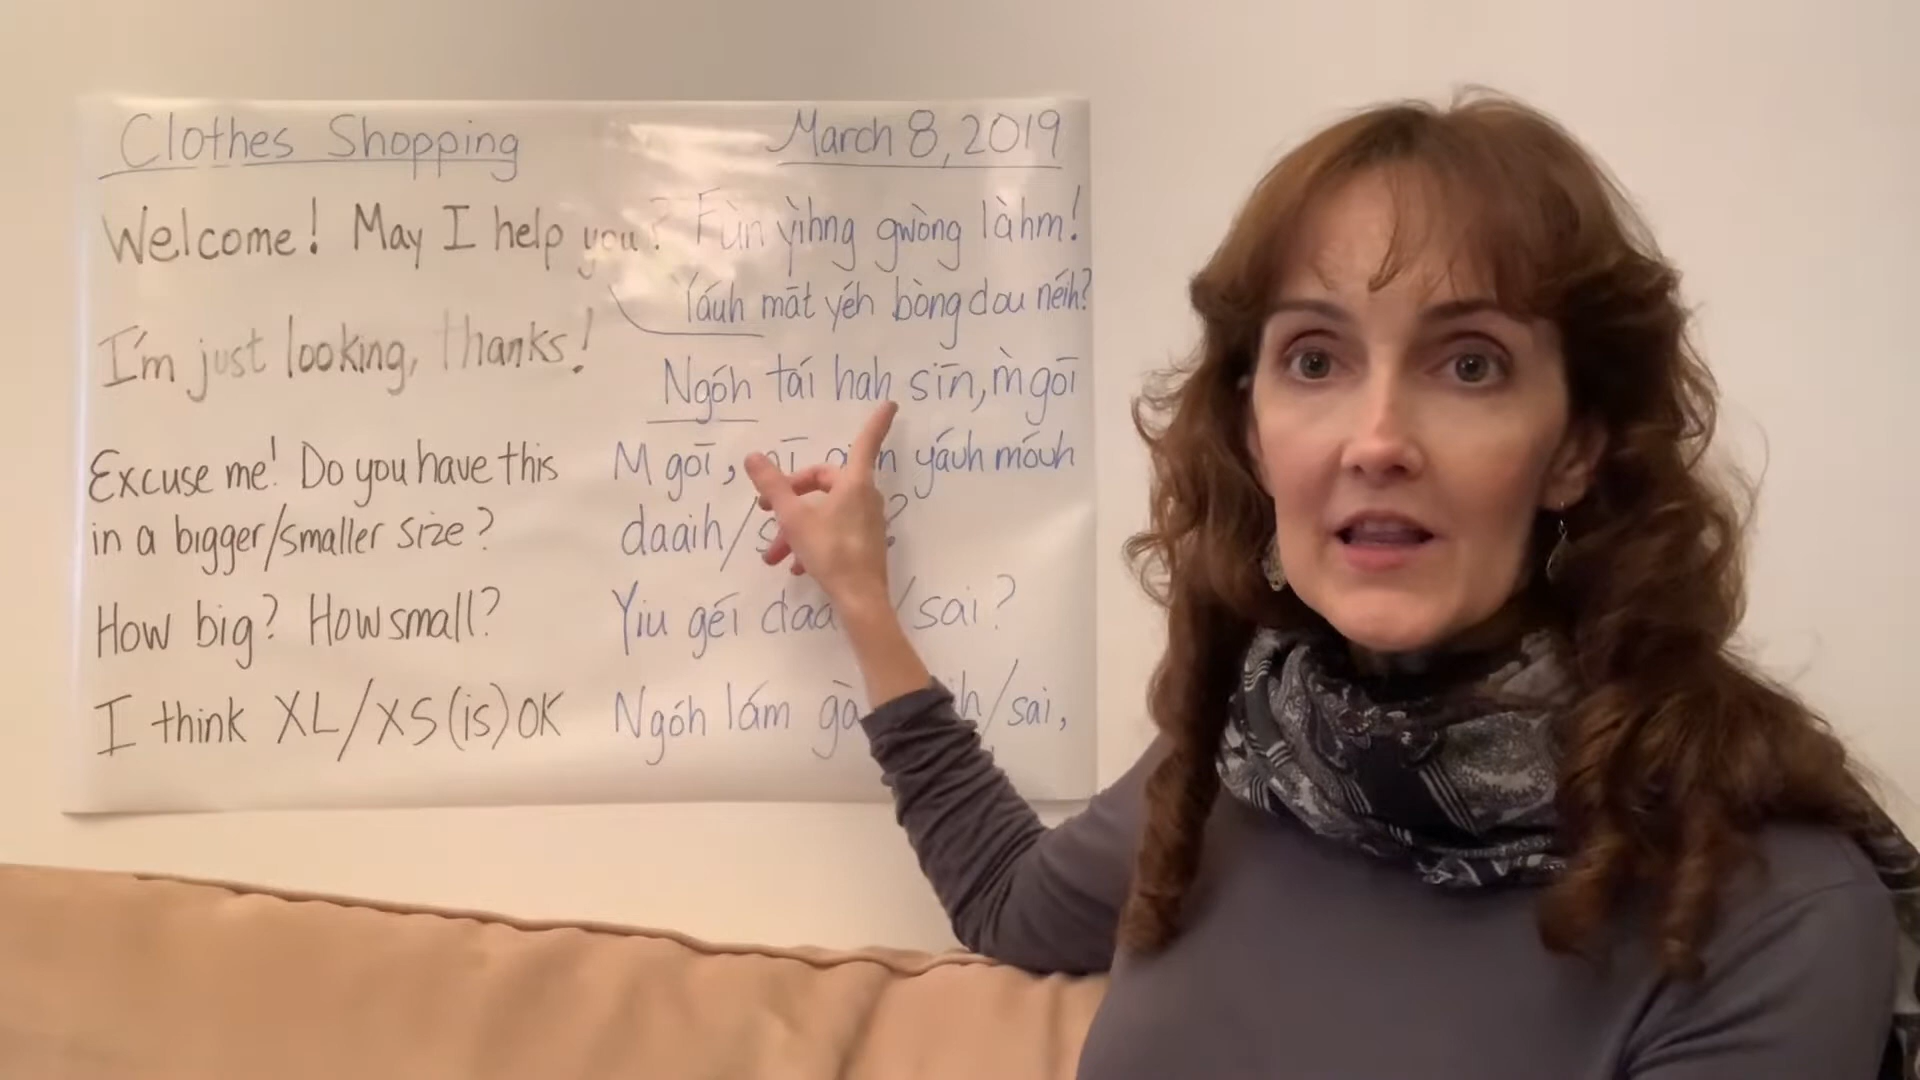 Clothes Shopping March 8, 2019
Welcome! May I help you? Fùn yìhng gwòng làhm!
Yáuh māt yéh bòng dou néih?
I'm just looking, thanks!
Ngóh tái hah sīn, m̀ gōi
Excuse me! Do you have this M gōi, yáuh móuh
in a bigger/smaller size? daaih/ ?
How big? How small? Yiu géi /sai?
I think XL/XS (is) OK Ngóh lám /sai,